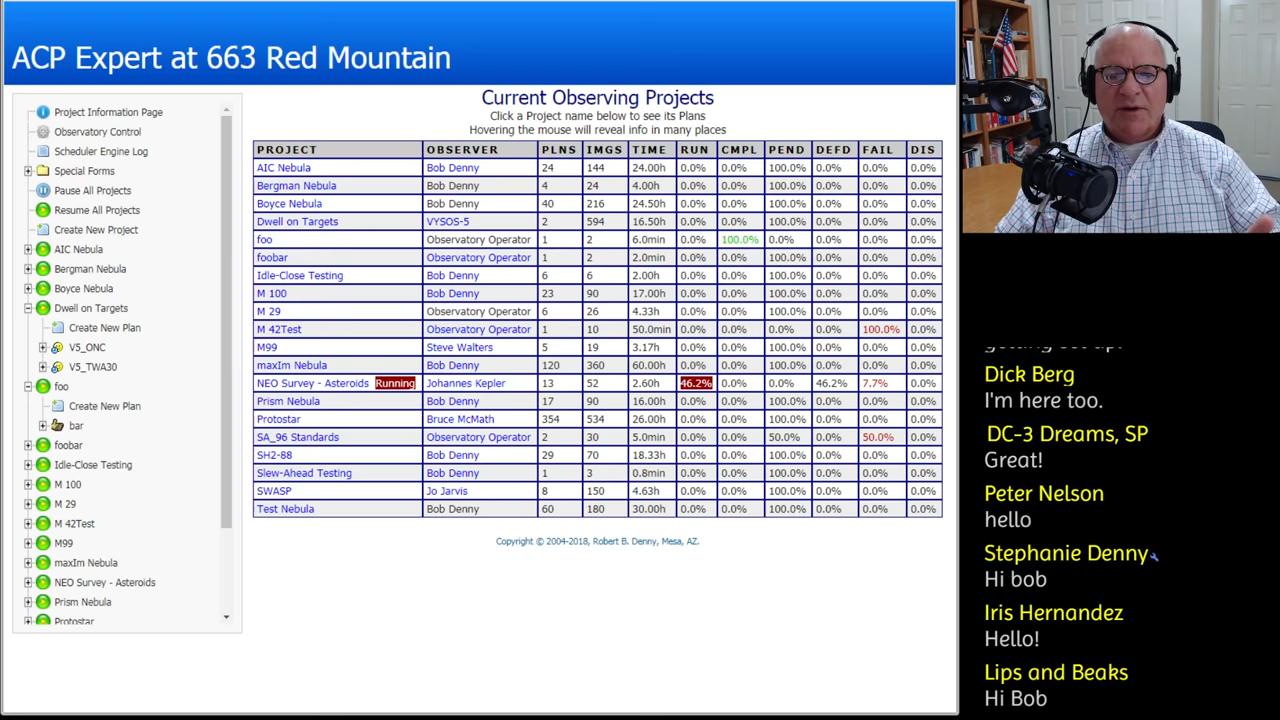 ACP Expert at 663 Red Mountain
Project Information Page
Observatory Control
Scheduler Engine Log
Special Forms
Pause All Projects
Resume All Projects
Create New Project
AIC Nebula
Bergman Nebula
Boyce Nebula
Dwell on Targets
Create New Plan
V5_ONC
V5_TWA30
foo
Create New Plan
bar
foobar
Idle-Close Testing
M 100
M 29
M 42Test
M99
maxIm Nebula
NEO Survey - Asteroids
Prism Nebula
Protostar
Current Observing Projects
Click a Project name below to see its Plans
Hovering the mouse will reveal info in many places
PROJECT OBSERVER PLNS IMGS TIME RUN CMPL PEND DEFD FAIL DIS
AIC Nebula Bob Denny 24 144 24.00h 0.0% 0.0% 100.0% 0.0% 0.0% 0.0%
Bergman Nebula Bob Denny 4 24 4.00h 0.0% 0.0% 100.0% 0.0% 0.0% 0.0%
Boyce Nebula Bob Denny 40 216 24.50h 0.0% 0.0% 100.0% 0.0% 0.0% 0.0%
Dwell on Targets VYSOS-5 2 594 16.50h 0.0% 0.0% 100.0% 0.0% 0.0% 0.0%
foo Observatory Operator 1 2 6.0min 0.0% 100.0% 0.0% 0.0% 0.0% 0.0%
foobar Observatory Operator 1 2 2.0min 0.0% 0.0% 100.0% 0.0% 0.0% 0.0%
Idle-Close Testing Bob Denny 6 6 2.00h 0.0% 0.0% 100.0% 0.0% 0.0% 0.0%
M 100 Bob Denny 23 90 17.00h 0.0% 0.0% 100.0% 0.0% 0.0% 0.0%
M 29 Observatory Operator 6 26 4.33h 0.0% 0.0% 100.0% 0.0% 0.0% 0.0%
M 42Test Observatory Operator 1 10 50.0min 0.0% 0.0% 0.0% 0.0% 100.0% 0.0%
M99 Steve Walters 5 19 3.17h 0.0% 0.0% 100.0% 0.0% 0.0% 0.0%
maxIm Nebula Bob Denny 120 360 60.00h 0.0% 0.0% 100.0% 0.0% 0.0% 0.0%
NEO Survey - Asteroids Running Johannes Kepler 13 52 2.60h 46.2% 0.0% 0.0% 46.2% 7.7% 0.0%
Prism Nebula Bob Denny 17 90 16.00h 0.0% 0.0% 100.0% 0.0% 0.0% 0.0%
Protostar Bruce McMath 354 534 26.00h 0.0% 0.0% 100.0% 0.0% 0.0% 0.0%
SA_96 Standards Observatory Operator 2 30 5.0min 0.0% 0.0% 50.0% 0.0% 50.0% 0.0%
SH2-88 Bob Denny 29 70 18.33h 0.0% 0.0% 100.0% 0.0% 0.0% 0.0%
Slew-Ahead Testing Bob Denny 1 3 0.8min 0.0% 0.0% 100.0% 0.0% 0.0% 0.0%
SWASP Jo Jarvis 8 150 4.63h 0.0% 0.0% 100.0% 0.0% 0.0% 0.0%
Test Nebula Bob Denny 60 180 30.00h 0.0% 0.0% 100.0% 0.0% 0.0% 0.0%
Copyright © 2004-2018, Robert B. Denny, Mesa, AZ.
Dick Berg
I'm here too.
DC-3 Dreams, SP
Great!
Peter Nelson
hello
Stephanie Denny
Hi bob
Iris Hernandez
Hello!
Lips and Beaks
Hi Bob